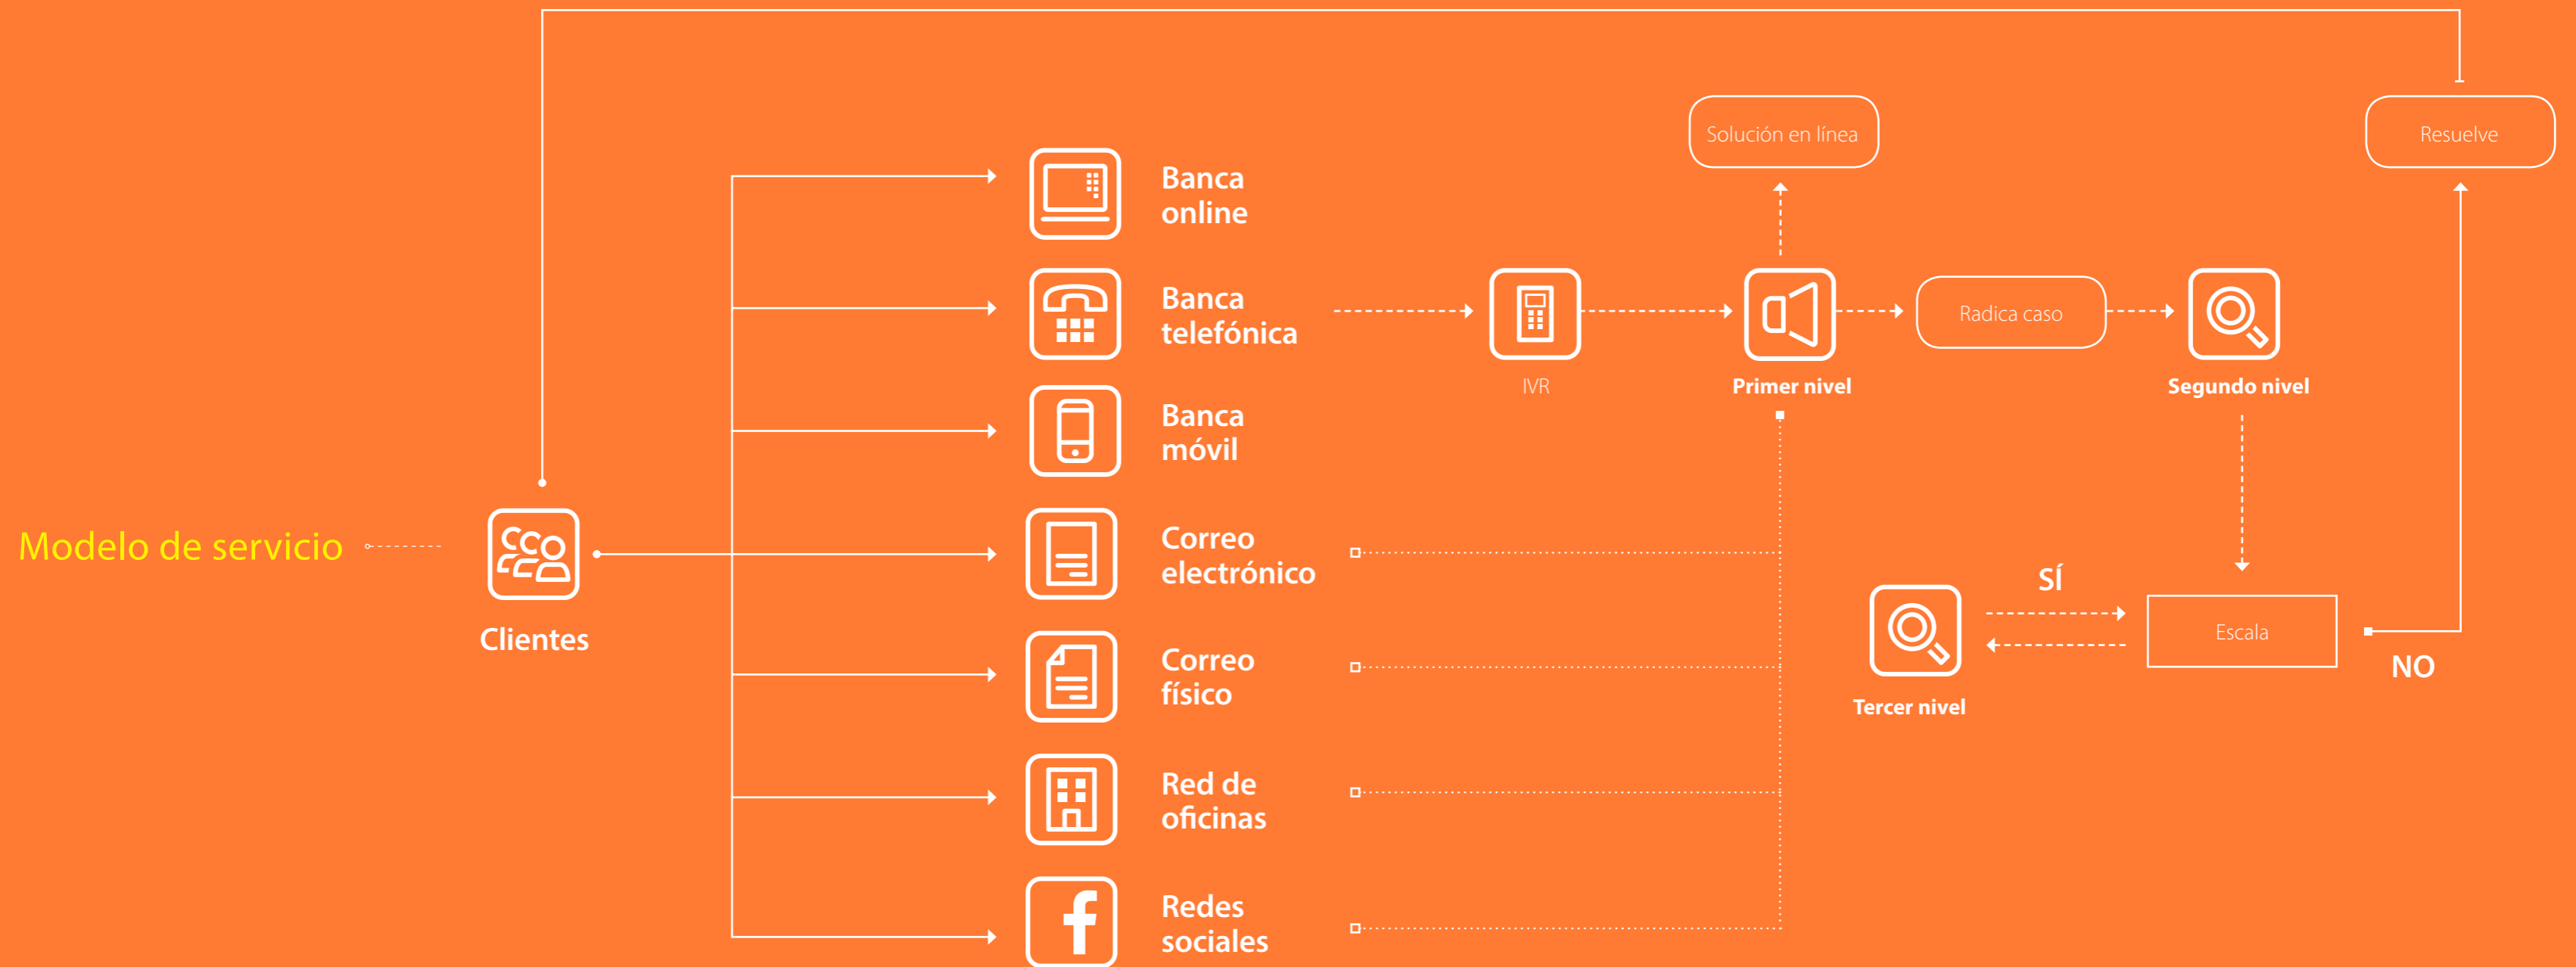 Modelo de servicio
Clientes
Banca
online
Banca
telefónica
Banca
móvil
Correo
electrónico
Correo
físico
Red de
oficinas
Redes
sociales
IVR
Solución en línea
Primer nivel
Radica caso
Segundo nivel
Resuelve
SÍ
Tercer nivel
Escala
NO